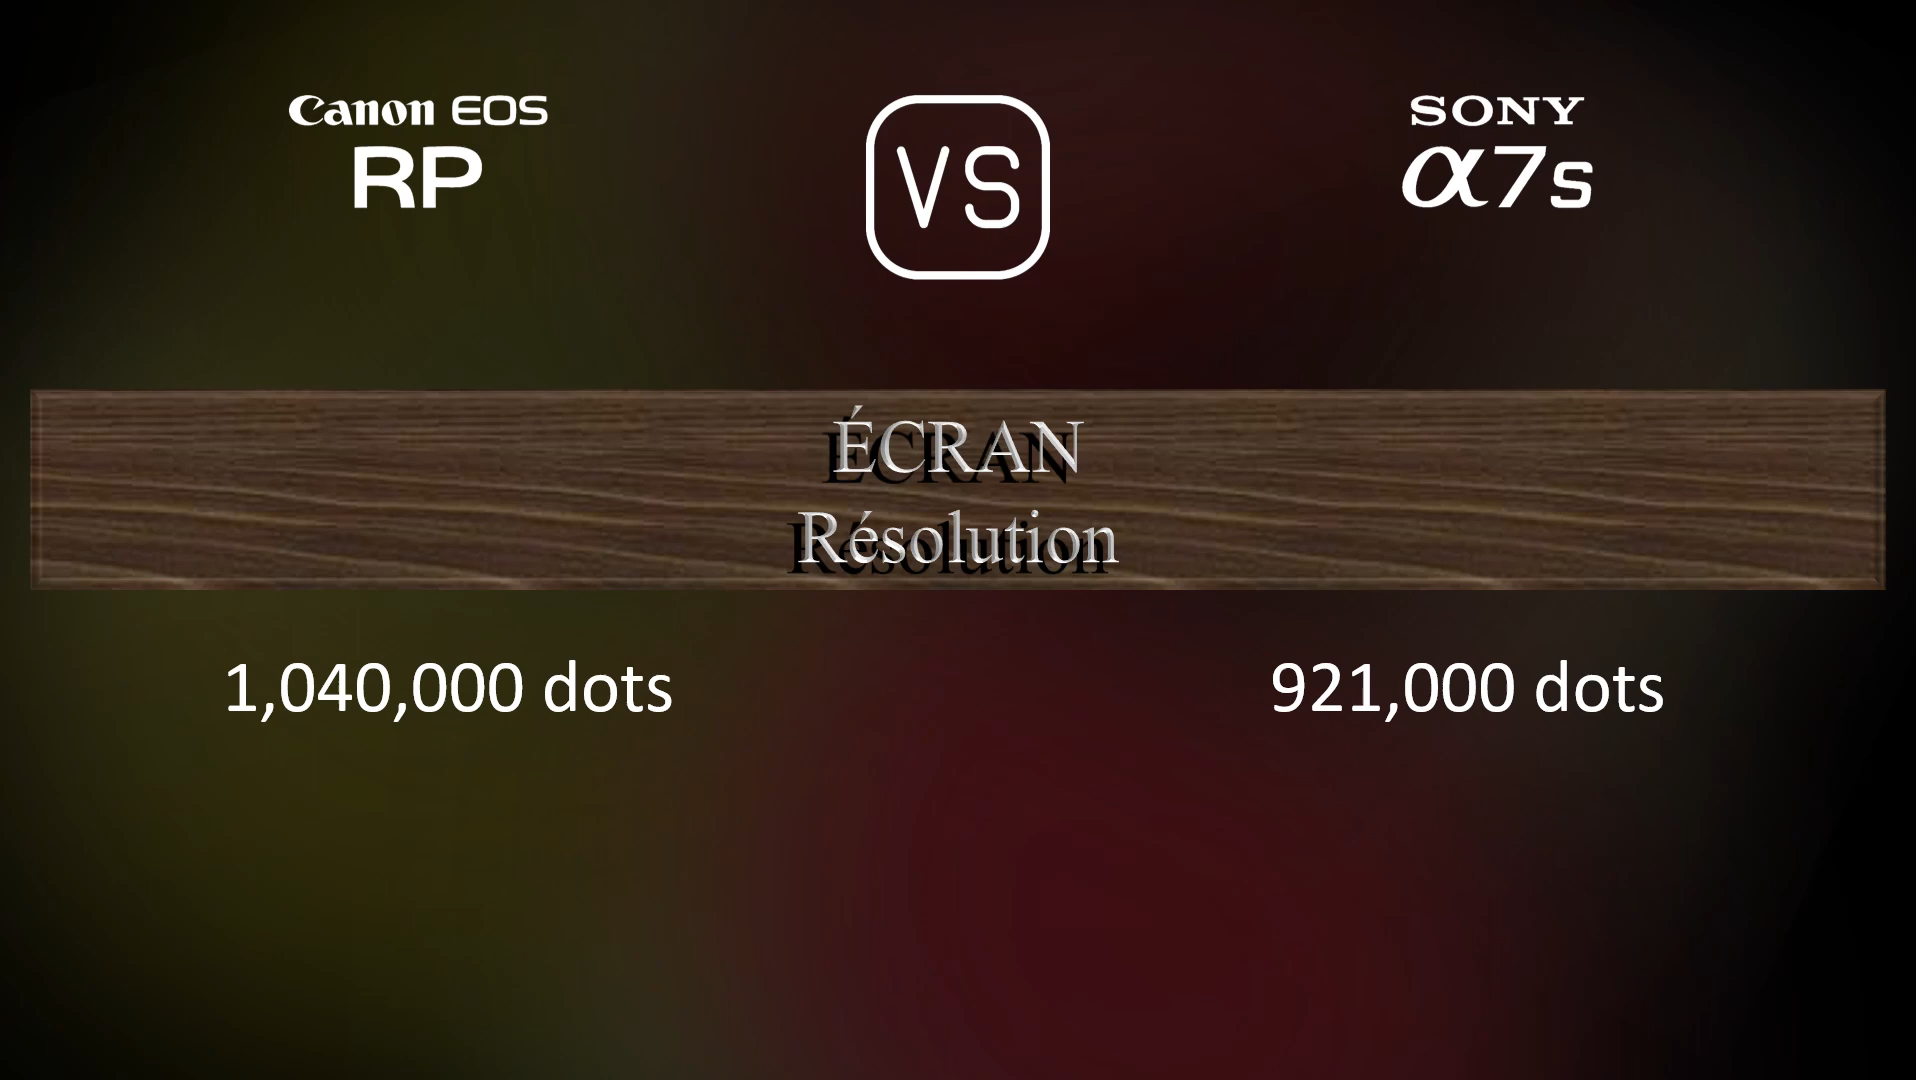 Canon EOS
RP
VS
SONY
α7s
ÉCRAN
Résolution
1,040,000 dots
921,000 dots